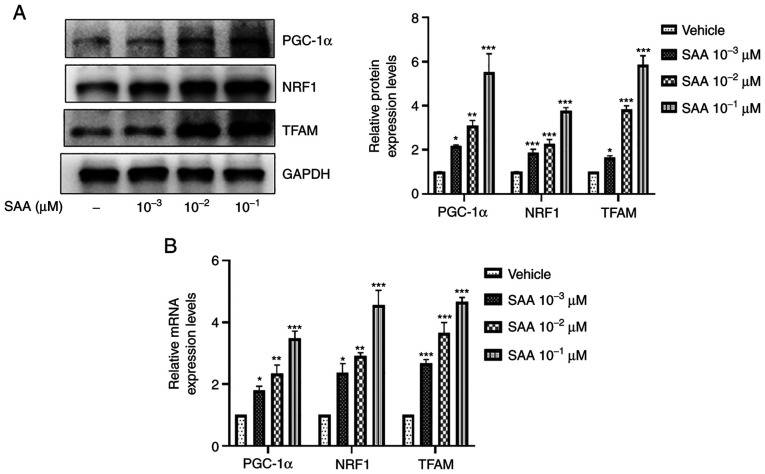 A
PGC-1α
NRF1
TFAM
GAPDH
SAA (μM) – 10⁻³ 10⁻² 10⁻¹
Relative protein
expression levels
8
6
4
2
0
* ** ***
*** *** ***
* *** ***
PGC-1α NRF1 TFAM
Vehicle
SAA 10⁻³ μM
SAA 10⁻² μM
SAA 10⁻¹ μM
B
Relative mRNA
expression levels
6
4
2
0
* ** ***
* ** ***
*** *** ***
PGC-1α NRF1 TFAM
Vehicle
SAA 10⁻³ μM
SAA 10⁻² μM
SAA 10⁻¹ μM